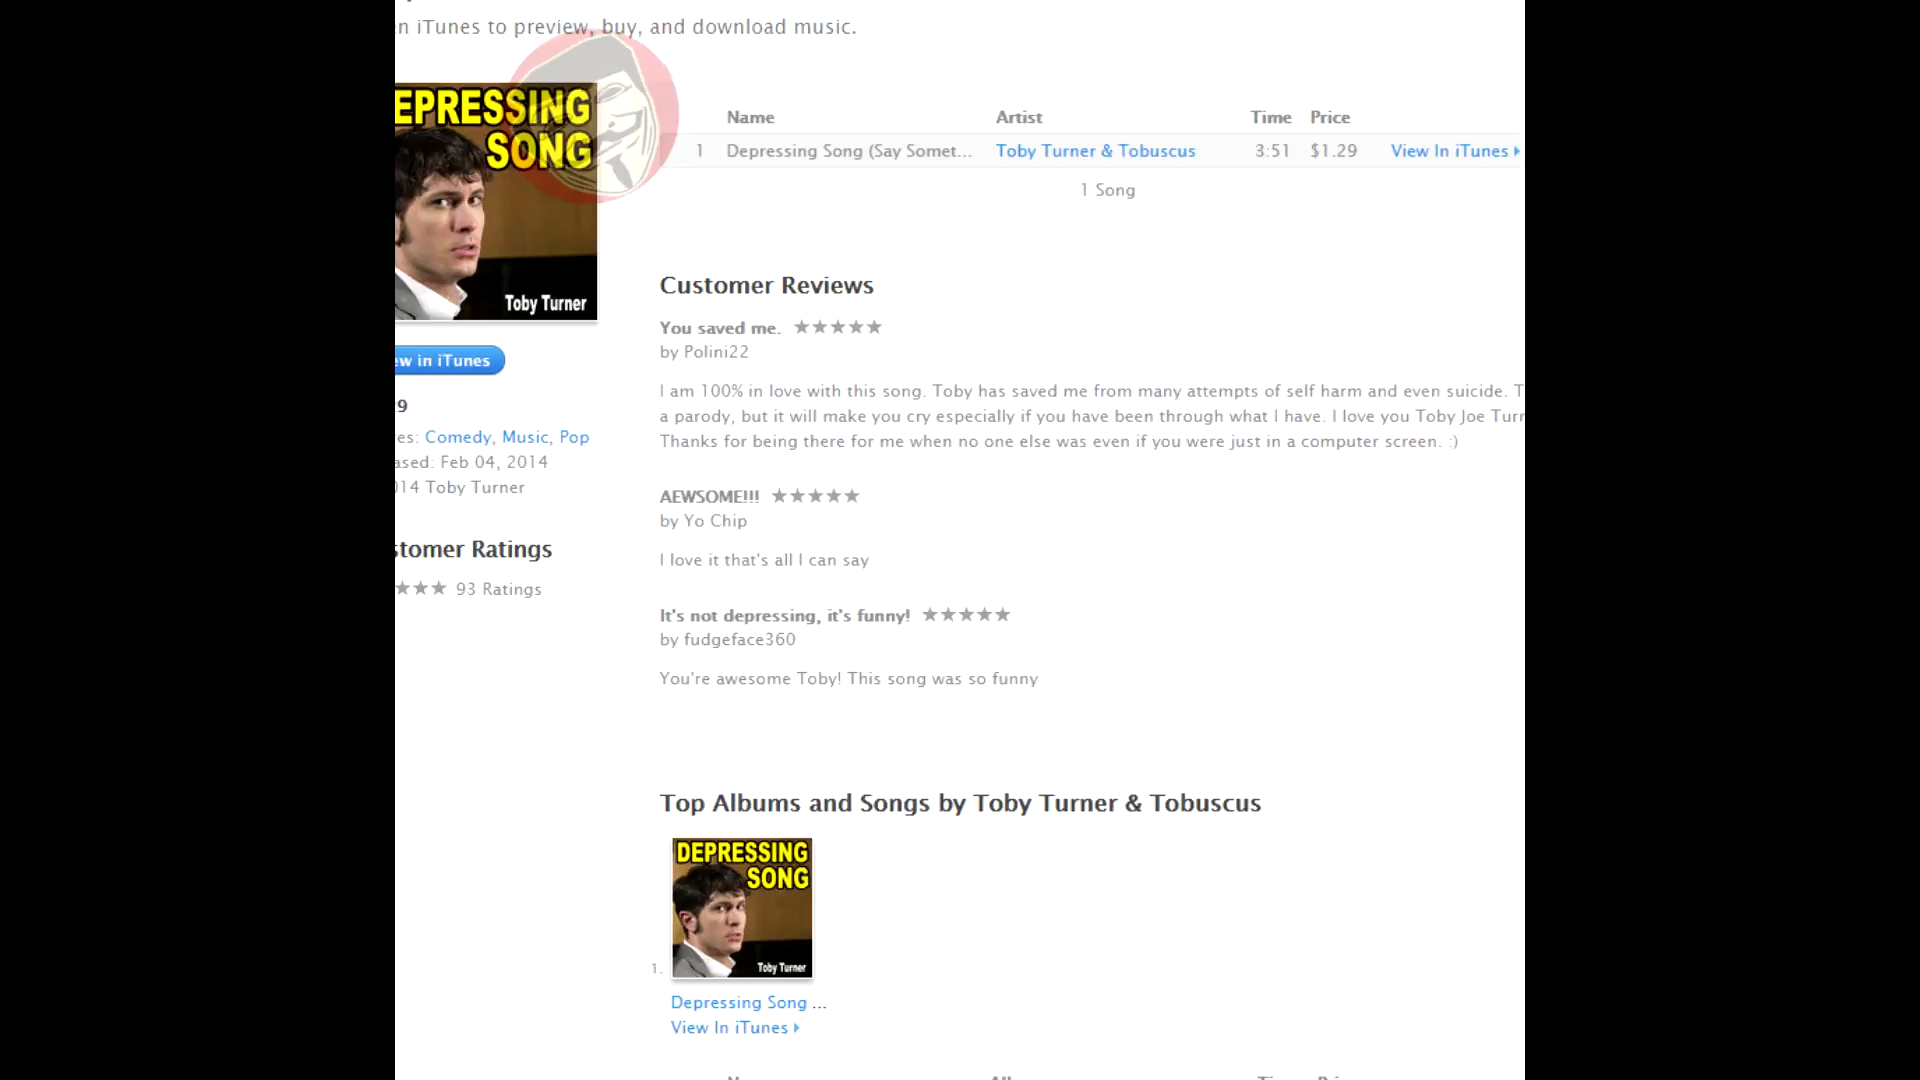 n iTunes to preview, buy, and download music.
EPRESSING
SONG
Toby Turner
Name Artist Time Price
1 Depressing Song (Say Somet... Toby Turner & Tobuscus 3:51 $1.29 View In iTunes
1 Song
ew in iTunes
9
es: Comedy, Music, Pop
ased: Feb 04, 2014
014 Toby Turner
stomer Ratings
93 Ratings
Customer Reviews
You saved me. ★★★★★
by Polini22
I am 100% in love with this song. Toby has saved me from many attempts of self harm and even suicide. T
a parody, but it will make you cry especially if you have been through what I have. I love you Toby Joe Turr
Thanks for being there for me when no one else was even if you were just in a computer screen. :)
AEWSOME!!! ★★★★★
by Yo Chip
I love it that's all I can say
It's not depressing, it's funny! ★★★★★
by fudgeface360
You're awesome Toby! This song was so funny
Top Albums and Songs by Toby Turner & Tobuscus
DEPRESSING
SONG
Toby Turner
1.
Depressing Song ...
View In iTunes